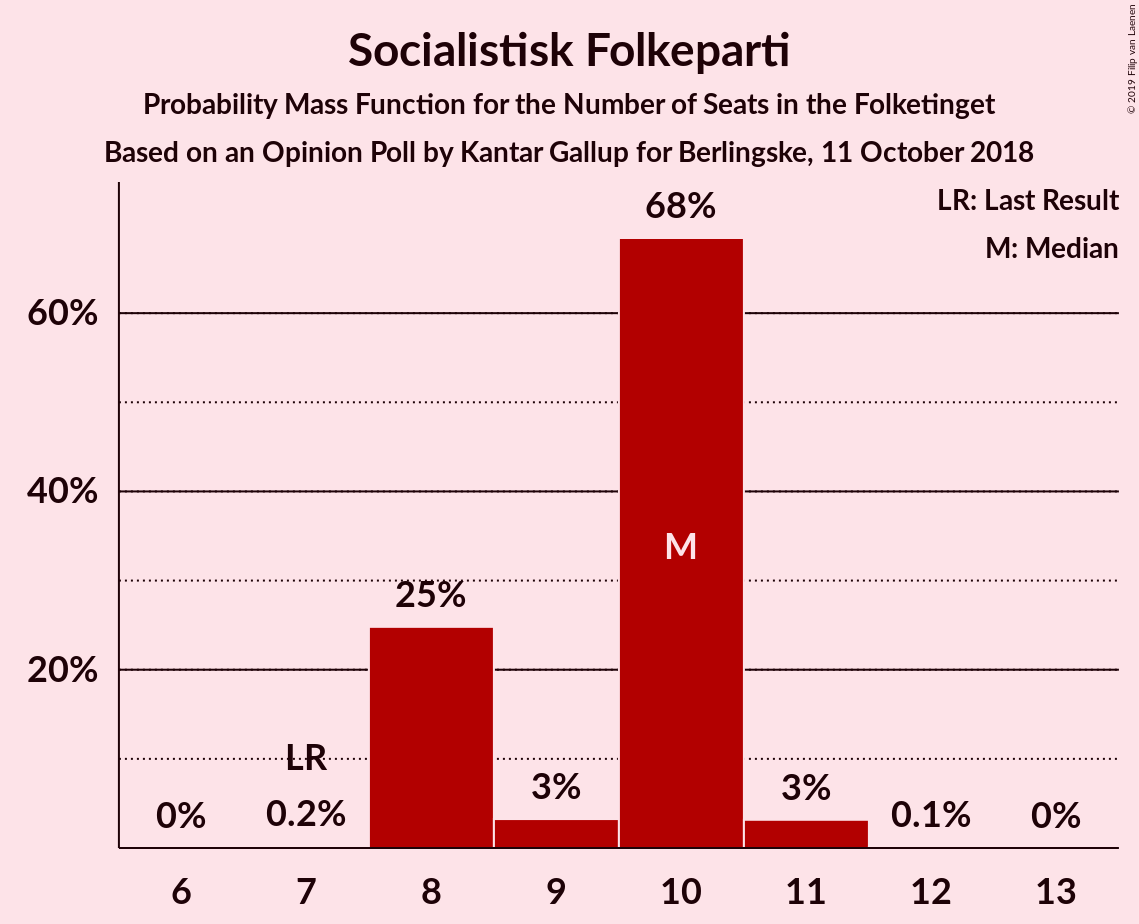 Socialistisk Folkeparti
Probability Mass Function for the Number of Seats in the Folketinget
Based on an Opinion Poll by Kantar Gallup for Berlingske, 11 October 2018
© 2019 Filip van Laenen
LR: Last Result
M: Median
60%
40%
20%
0%
LR
0.2%
25%
3%
68%
M
3%
0.1%
0%
6 7 8 9 10 11 12 13